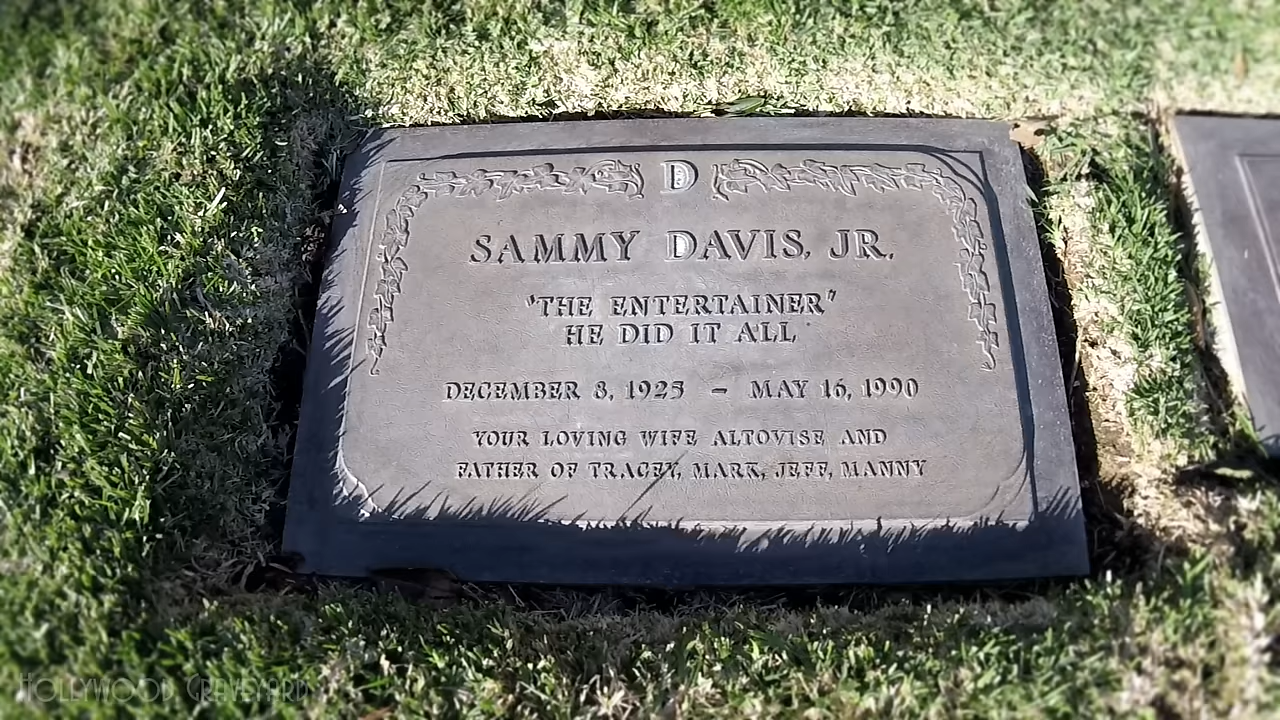 D
SAMMY DAVIS, JR.
"THE ENTERTAINER"
HE DID IT ALL
DECEMBER 8, 1925 – MAY 16, 1990
YOUR LOVING WIFE ALTOVISE AND
FATHER OF TRACEY, MARK, JEFF, MANNY
HOLLYWOOD GRAVEYARD